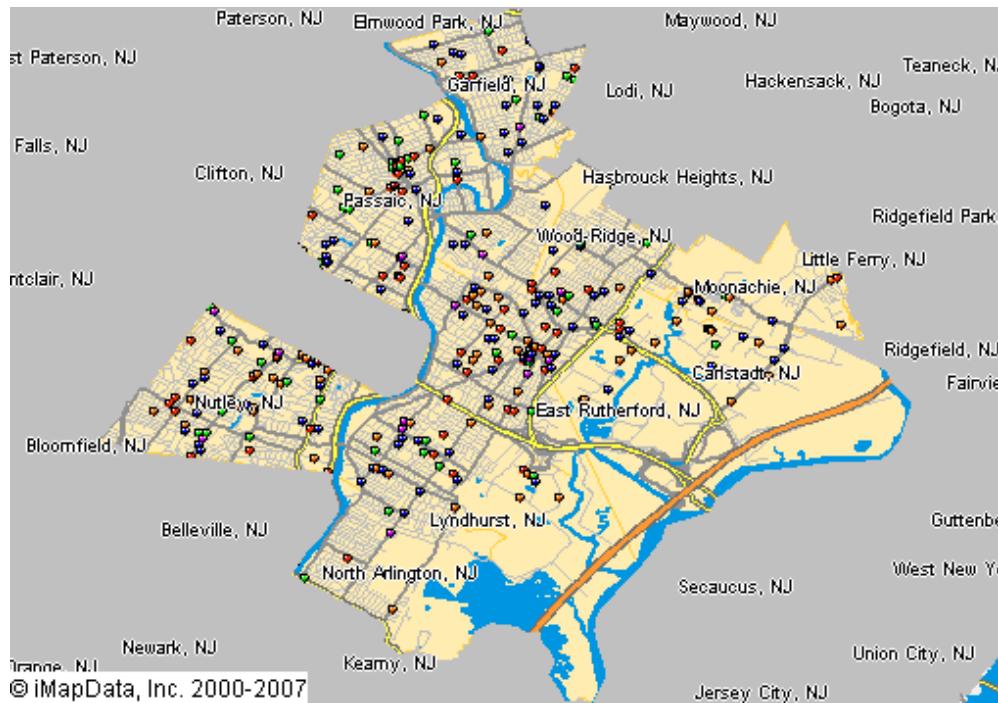 Paterson, NJ
Elmwood Park, NJ
Maywood, NJ
st Paterson, NJ
Teaneck, NJ
Garfield, NJ
Lodi, NJ
Hackensack, NJ
Bogota, NJ
Falls, NJ
Clifton, NJ
Hasbrouck Heights, NJ
Passaic, NJ
Ridgefield Park
Wood-Ridge, NJ
Little Ferry, NJ
ntclair, NJ
Moonachie, NJ
Ridgefield, NJ
Carlstadt, NJ
Fairvie
Nutley, NJ
East Rutherford, NJ
Bloomfield, NJ
Belleville, NJ
Lyndhurst, NJ
Guttenbe
North Arlington, NJ
Secaucus, NJ
West New Yo
Newark, NJ
Orange, NJ
Kearny, NJ
Union City, NJ
© iMapData, Inc. 2000-2007
Jersey City, NJ